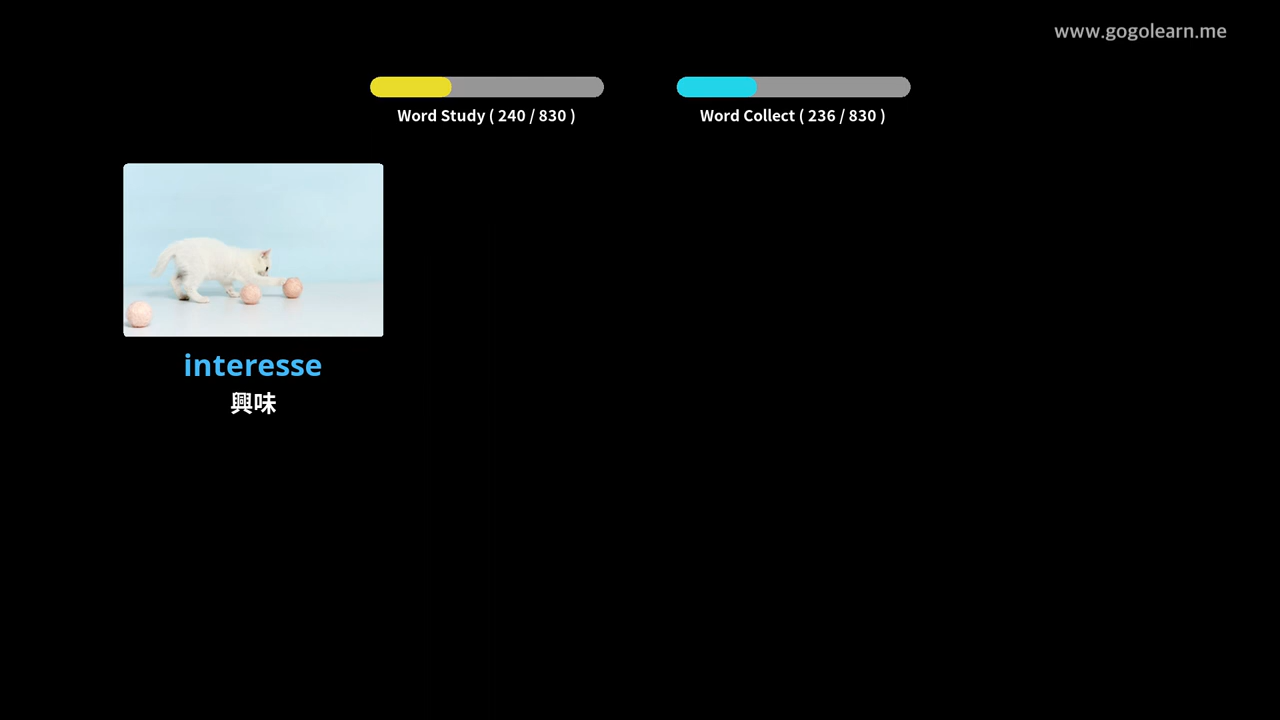 www.gogolearn.me
Word Study ( 240 / 830 )
Word Collect ( 236 / 830 )
interesse
興味